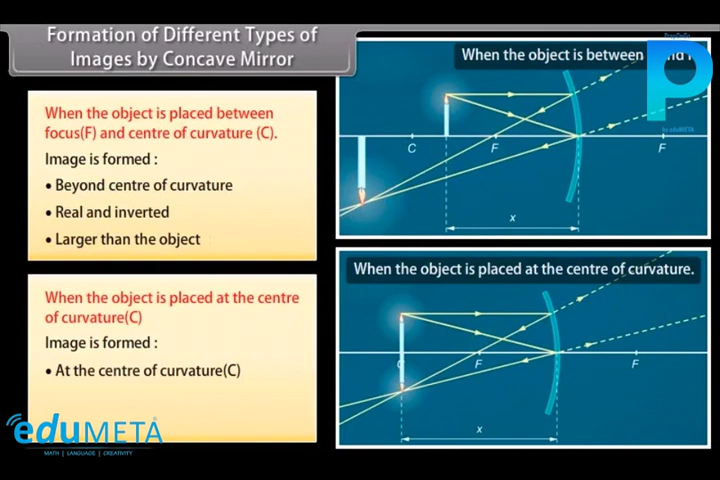 Formation of Different Types of
Images by Concave Mirror
When the object is placed between
focus(F) and centre of curvature (C).
Image is formed :
• Beyond centre of curvature
• Real and inverted
• Larger than the object
When the object is placed at the centre
of curvature(C)
Image is formed :
• At the centre of curvature(C)
eduMETA
MATH | LANGUAGE | CREATIVITY
When the object is between
P
by eduMETA
C
F
F
x
When the object is placed at the centre of curvature.
C
F
F
x